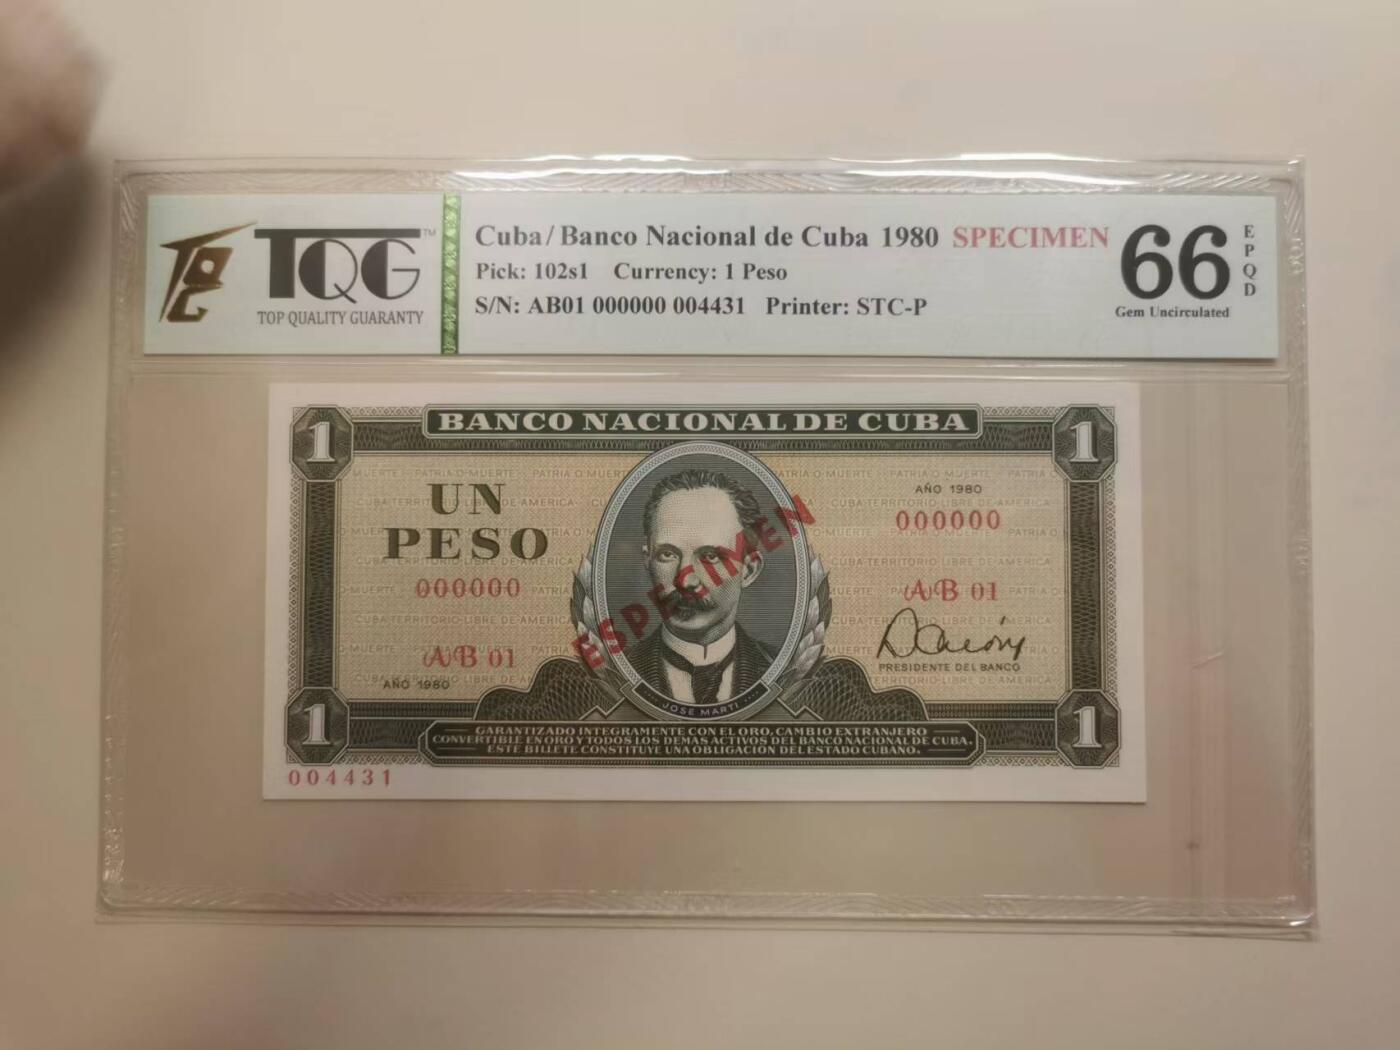 TQG™
TOP QUALITY GUARANTY
Cuba/Banco Nacional de Cuba 1980 SPECIMEN
Pick: 102s1 Currency: 1 Peso
S/N: AB01 000000 004431 Printer: STC-P
66
Gem Uncirculated
EPQD
BANCO NACIONAL DE CUBA
1
1
UN
PESO
AÑO 1980
000000
000000
AB 01
AB 01
AÑO 1980
ESPECIMEN
PRESIDENTE DEL BANCO
JOSE MARTI
1
1
GARANTIZADO INTEGRAMENTE CON EL ORO, CAMBIO EXTRANJERO
CONVERTIBLE EN ORO Y TODOS LOS DEMAS ACTIVOS DEL BANCO NACIONAL DE CUBA.
ESTE BILLETE CONSTITUYE UNA OBLIGACIÓN DEL ESTADO CUBANO.
004431